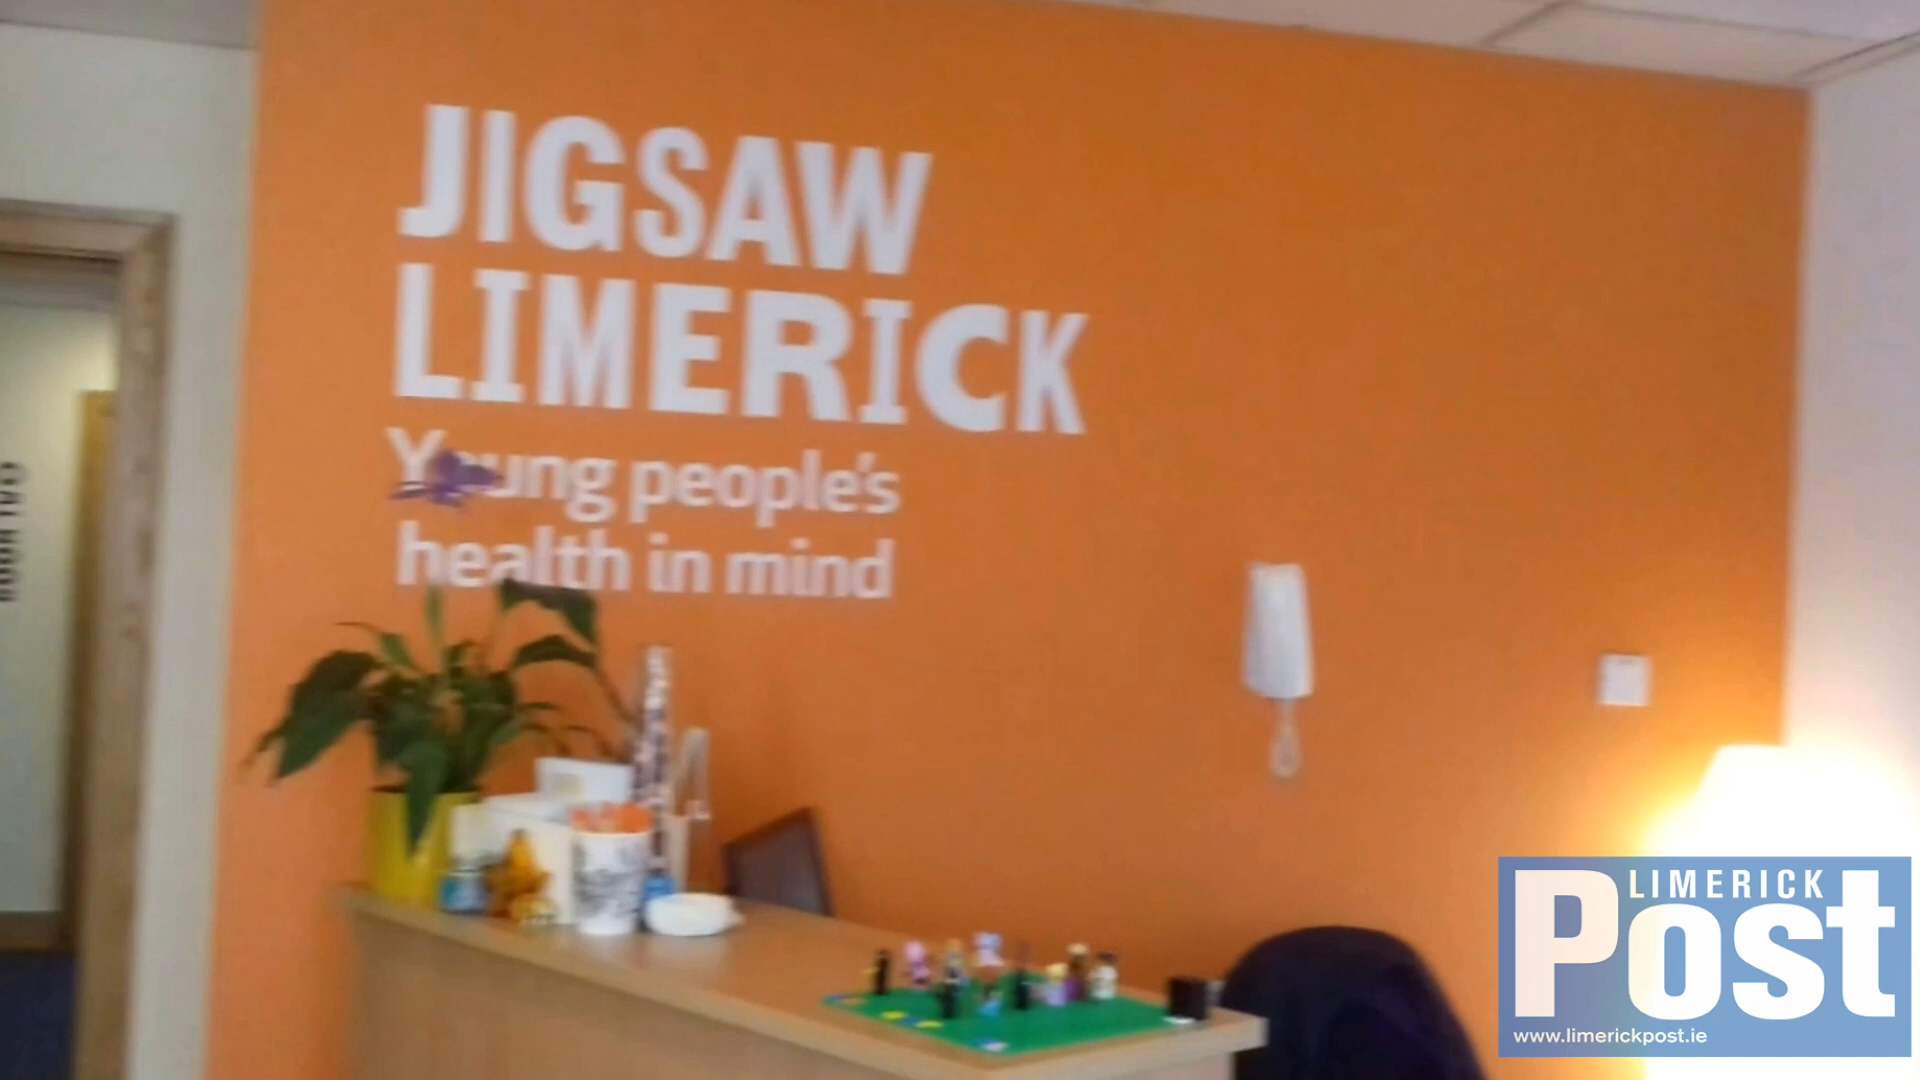 JIGSAW
LIMERICK
Young people's
health in mind
LIMERICK
Post
www.limerickpost.ie